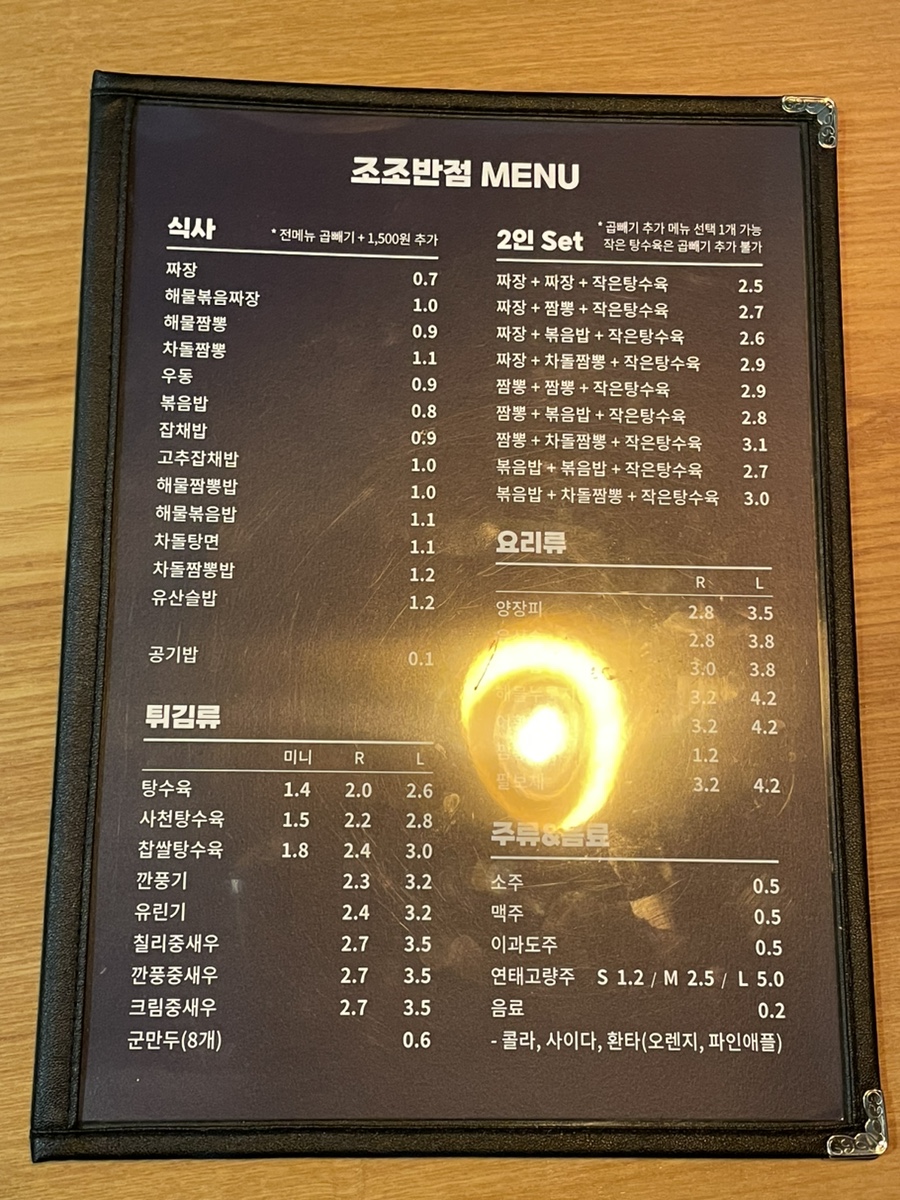 조조반점 MENU
식사
* 전메뉴 곱빼기 + 1,500원 추가
짜장 0.7
해물볶음짜장 1.0
해물짬뽕 0.9
차돌짬뽕 1.1
우동 0.9
볶음밥 0.8
잡채밥 0.9
고추잡채밥 1.0
해물짬뽕밥 1.0
해물볶음밥 1.1
차돌탕면 1.1
차돌짬뽕밥 1.2
유산슬밥 1.2
공기밥 0.1
튀김류
미니 R L
탕수육 1.4 2.0 2.6
사천탕수육 1.5 2.2 2.8
찹쌀탕수육 1.8 2.4 3.0
깐풍기 2.3 3.2
유린기 2.4 3.2
칠리중새우 2.7 3.5
깐풍중새우 2.7 3.5
크림중새우 2.7 3.5
군만두(8개) 0.6
2인 Set
* 곱빼기 추가 메뉴 선택 1개 가능
작은 탕수육은 곱빼기 추가 불가
짜장 + 짜장 + 작은탕수육 2.5
짜장 + 짬뽕 + 작은탕수육 2.7
짜장 + 볶음밥 + 작은탕수육 2.6
짜장 + 차돌짬뽕 + 작은탕수육 2.9
짬뽕 + 짬뽕 + 작은탕수육 2.9
짬뽕 + 볶음밥 + 작은탕수육 2.8
짬뽕 + 차돌짬뽕 + 작은탕수육 3.1
볶음밥 + 볶음밥 + 작은탕수육 2.7
볶음밥 + 차돌짬뽕 + 작은탕수육 3.0
요리류
R L
양장피 2.8 3.5
2.8 3.8
3.0 3.8
3.2 4.2
3.2 4.2
1.2
팔보채 3.2 4.2
주류&음료
소주 0.5
맥주 0.5
이과도주 0.5
연태고량주 S 1.2 / M 2.5 / L 5.0
음료 0.2
- 콜라, 사이다, 환타(오렌지, 파인애플)